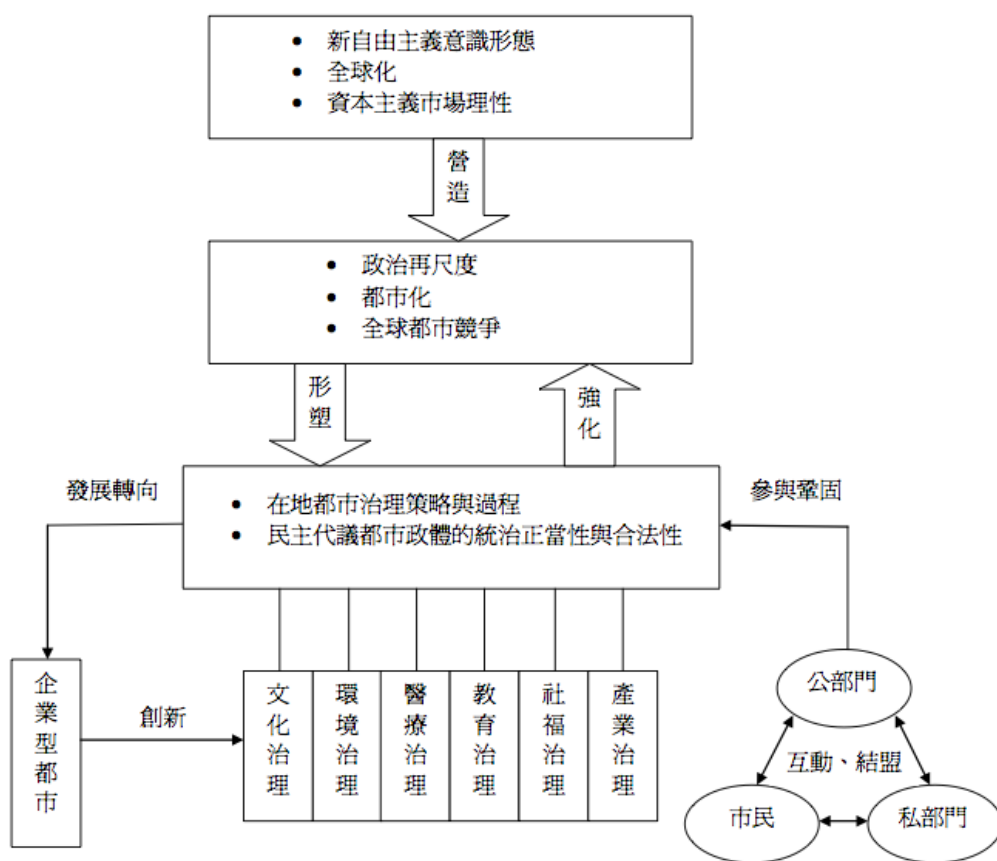 • 新自由主義意識形態
• 全球化
• 資本主義市場理性
營造
• 政治再尺度
• 都市化
• 全球都市競爭
形塑
強化
發展轉向
參與鞏固
• 在地都市治理策略與過程
• 民主代議都市政體的統治正當性與合法性
企業型都市
創新
文化治理
環境治理
醫療治理
教育治理
社福治理
產業治理
公部門
互動、結盟
市民
私部門